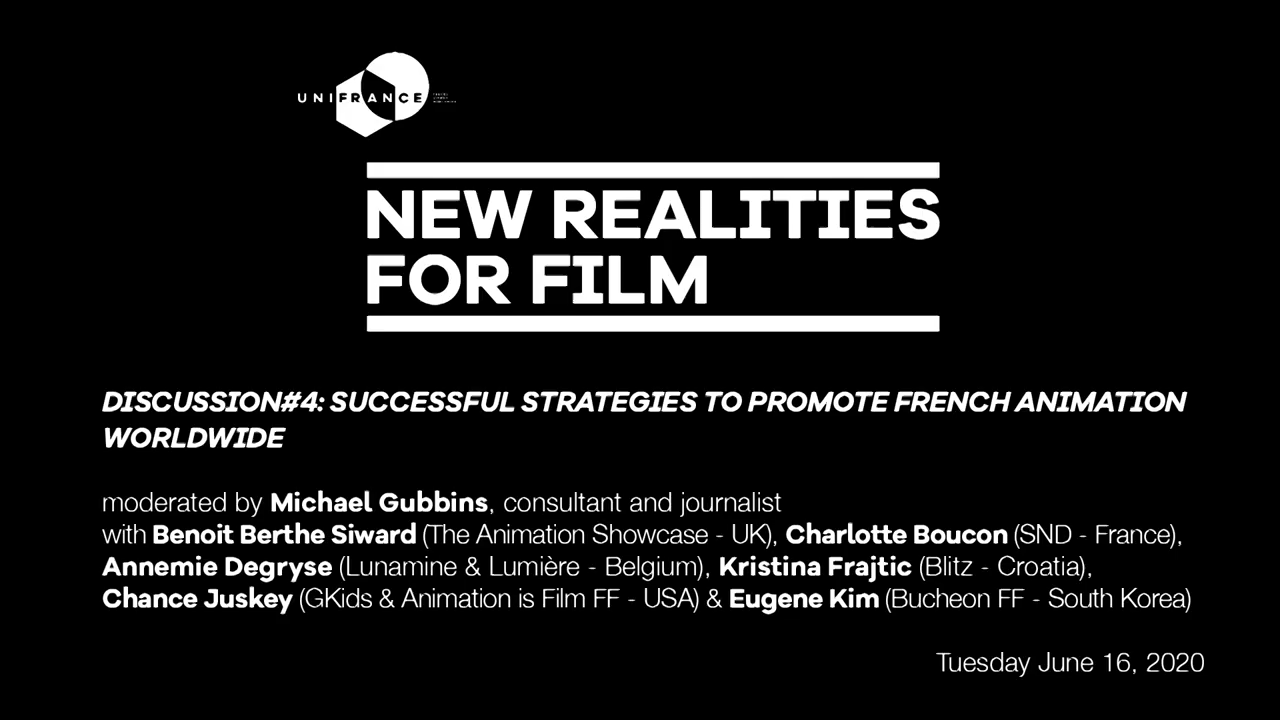 UNIFRANCE
NEW REALITIES
FOR FILM
DISCUSSION#4: SUCCESSFUL STRATEGIES TO PROMOTE FRENCH ANIMATION
WORLDWIDE
moderated by Michael Gubbins, consultant and journalist
with Benoit Berthe Siward (The Animation Showcase - UK), Charlotte Boucon (SND - France),
Annemie Degryse (Lunamine & Lumière - Belgium), Kristina Frajtic (Blitz - Croatia),
Chance Juskey (GKids & Animation is Film FF - USA) & Eugene Kim (Bucheon FF - South Korea)
Tuesday June 16, 2020